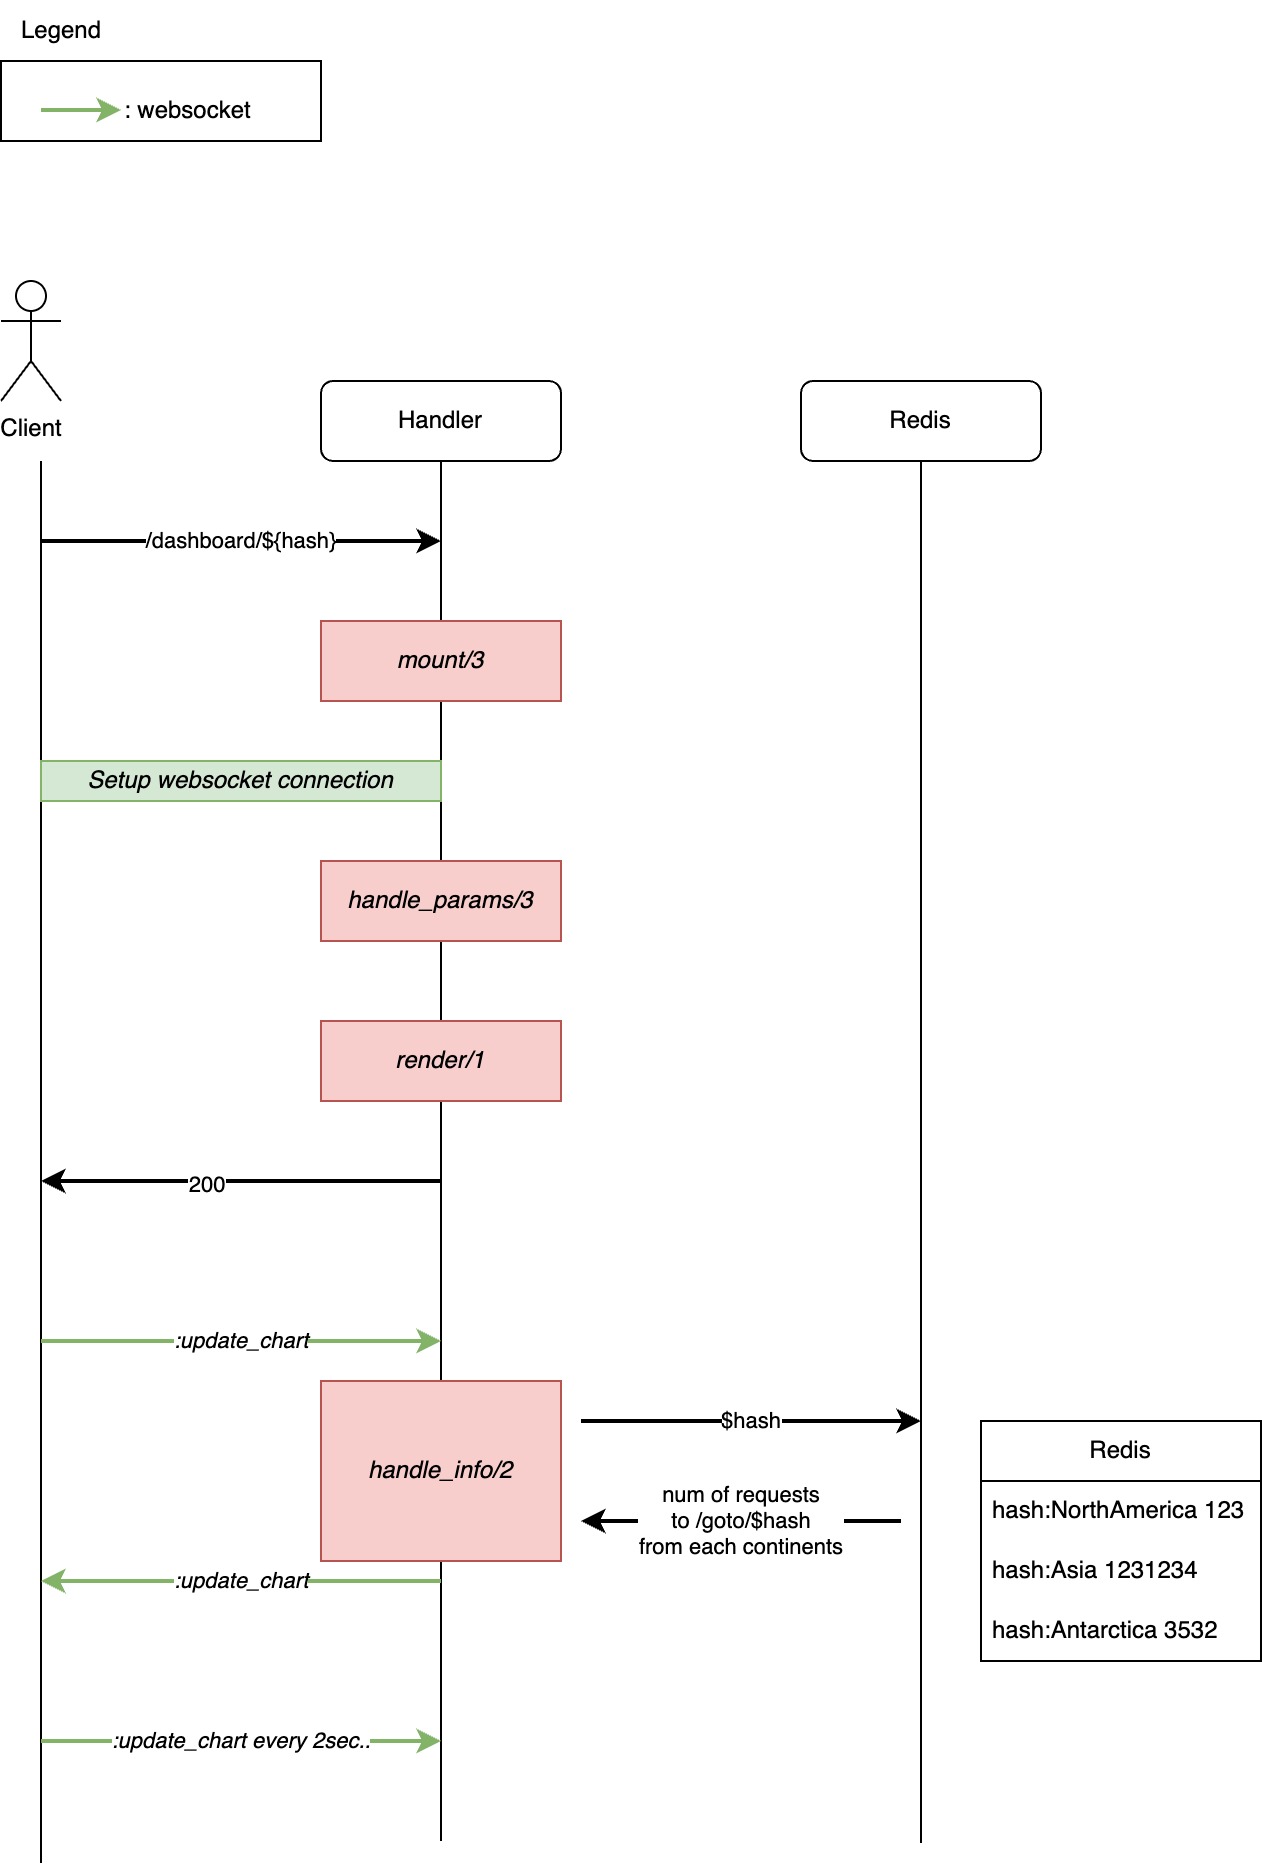 Legend
: websocket
Client
Handler
Redis
/dashboard/${hash}
mount/3
Setup websocket connection
handle_params/3
render/1
200
:update_chart
handle_info/2
$hash
num of requests
to /goto/$hash
from each continents
:update_chart
Redis
hash:NorthAmerica 123
hash:Asia 1231234
hash:Antarctica 3532
:update_chart every 2sec..